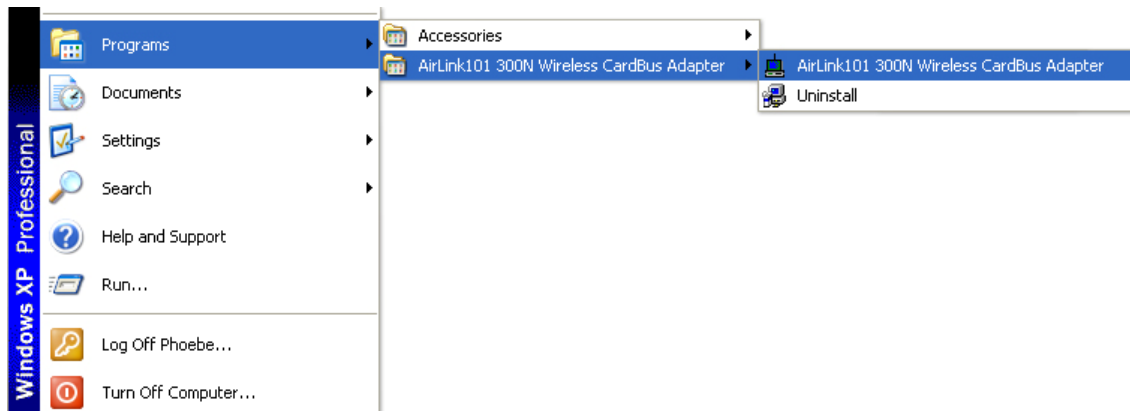 Windows XP Professional
Programs
Documents
Settings
Search
Help and Support
Run...
Log Off Phoebe...
Turn Off Computer...
Accessories
AirLink101 300N Wireless CardBus Adapter
AirLink101 300N Wireless CardBus Adapter
Uninstall